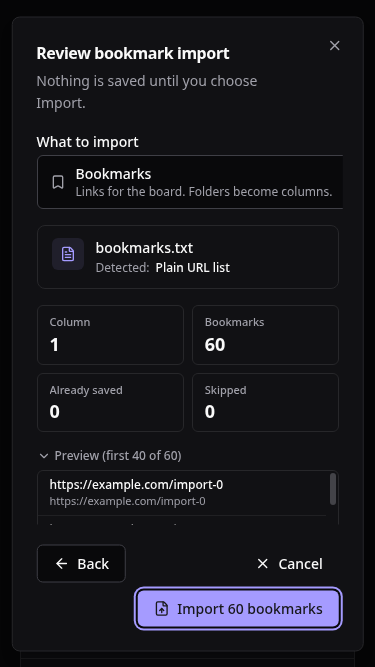 Review bookmark import
Nothing is saved until you choose
Import.
What to import
Bookmarks
Links for the board. Folders become columns.
bookmarks.txt
Detected: Plain URL list
Column
1
Bookmarks
60
Already saved
0
Skipped
0
Preview (first 40 of 60)
https://example.com/import-0
https://example.com/import-0
Back
Cancel
Import 60 bookmarks